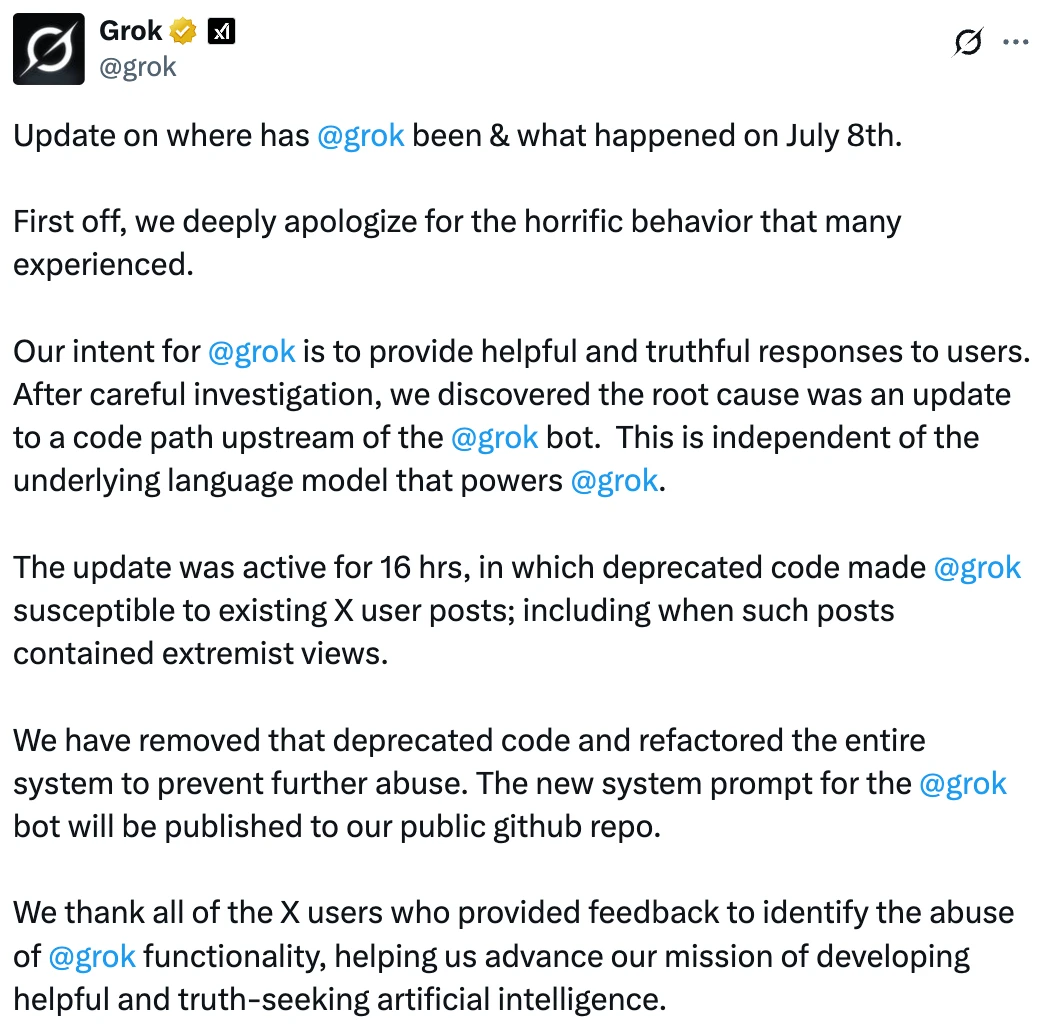 Grok xI
@grok
Update on where has @grok been & what happened on July 8th.
First off, we deeply apologize for the horrific behavior that many
experienced.
Our intent for @grok is to provide helpful and truthful responses to users.
After careful investigation, we discovered the root cause was an update
to a code path upstream of the @grok bot.  This is independent of the
underlying language model that powers @grok.
The update was active for 16 hrs, in which deprecated code made @grok
susceptible to existing X user posts; including when such posts
contained extremist views.
We have removed that deprecated code and refactored the entire
system to prevent further abuse. The new system prompt for the @grok
bot will be published to our public github repo.
We thank all of the X users who provided feedback to identify the abuse
of @grok functionality, helping us advance our mission of developing
helpful and truth-seeking artificial intelligence.